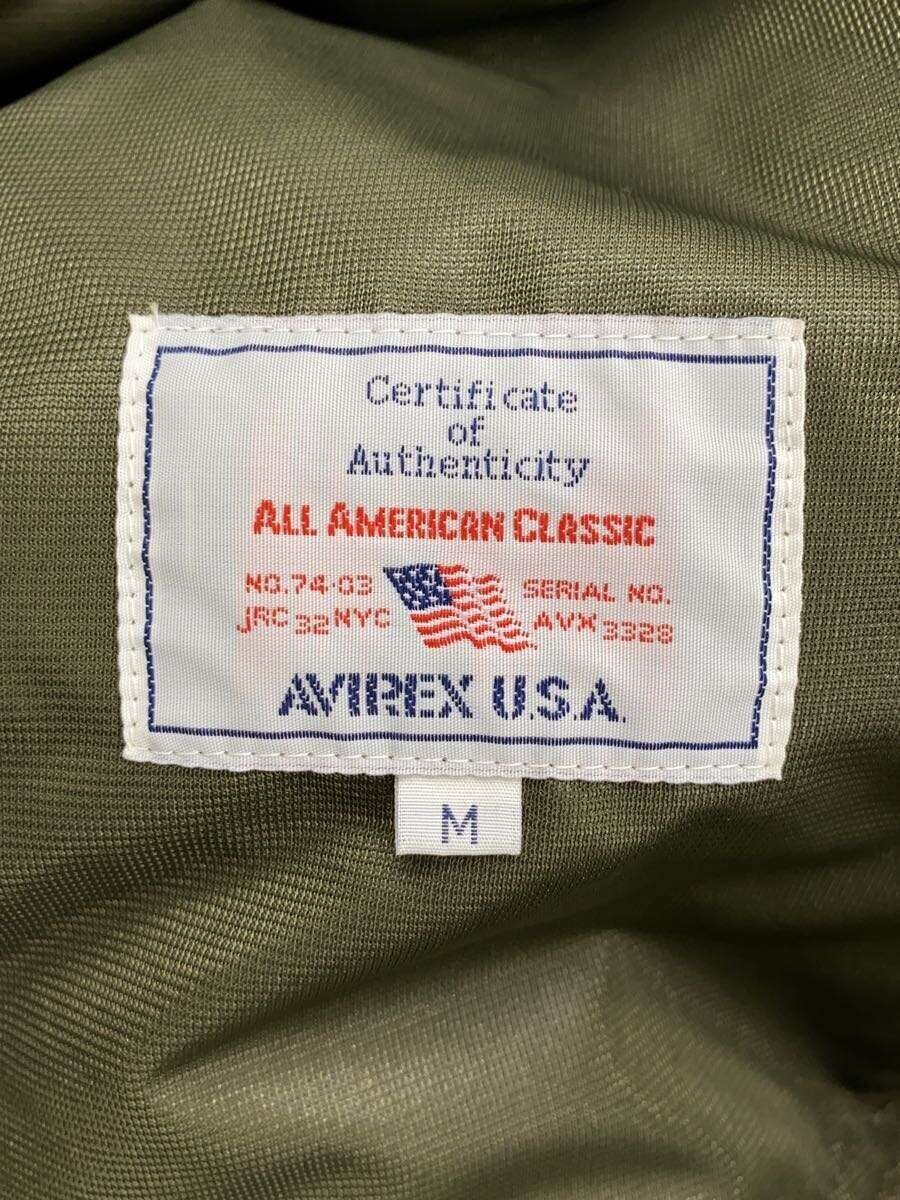 Certificate
of
Authenticity
ALL AMERICAN CLASSIC
NO.74-03 SERIAL NO.
JRC 32 NYC AVX 3328
AVIREX U.S.A.
M